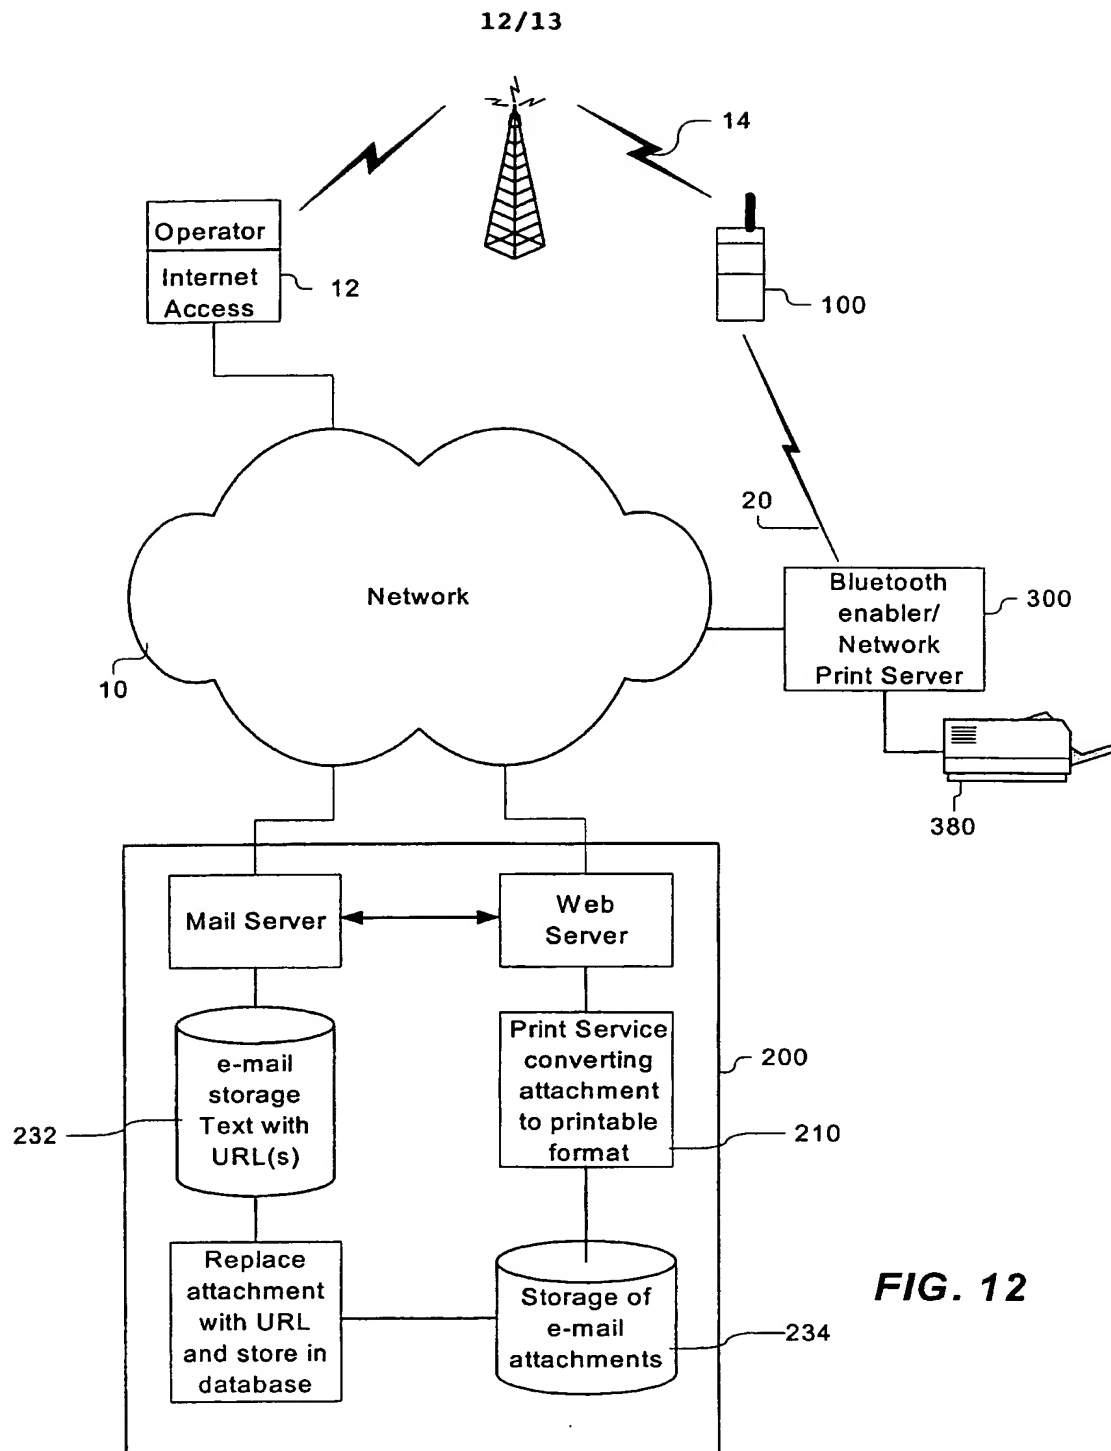 12/13
14
Operator
Internet
Access
12
100
20
Network
Bluetooth
enabler/
Network
Print Server
300
10
380
Mail Server
Web
Server
e-mail
storage
Text with
URL(s)
232
Print Service
converting
attachment
to printable
format
200
210
Replace
attachment
with URL
and store in
database
Storage of
e-mail
attachments
234
FIG. 12